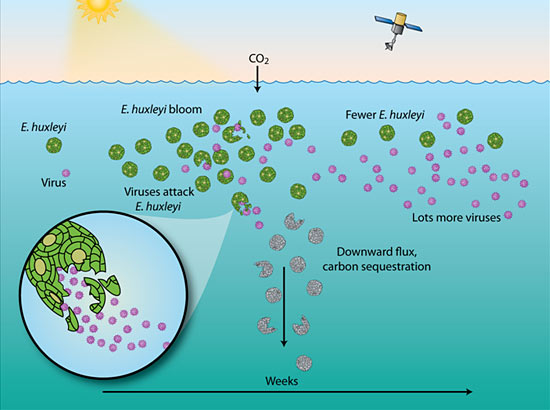 CO2
E. huxleyi bloom
Fewer E. huxleyi
E. huxleyi
Virus
Viruses attack
E. huxleyi
Lots more viruses
Downward flux,
carbon sequestration
Weeks